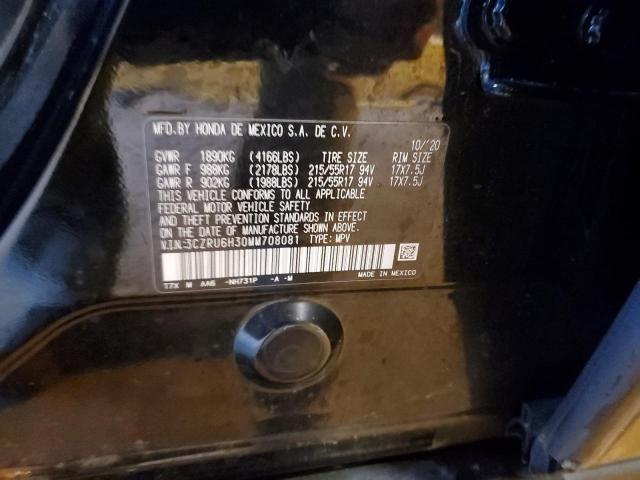 MFD.BY HONDA DE MEXICO S.A. DE C.V.
10/'20
GVWR 1890KG (4166LBS) TIRE SIZE RIM SIZE
GAWR F 988KG (2178LBS) 215/55R17 94V 17X7.5J
GAWR R 902KG (1988LBS) 215/55R17 94V 17X7.5J
THIS VEHICLE CONFORMS TO ALL APPLICABLE
FEDERAL MOTOR VEHICLE SAFETY
AND THEFT PREVENTION STANDARDS IN EFFECT
ON THE DATE OF MANUFACTURE SHOWN ABOVE.
V.I.N:3CZRU6H30MM708081 TYPE: MPV
T7X M AA6 -NH731P -A -M
MADE IN MEXICO